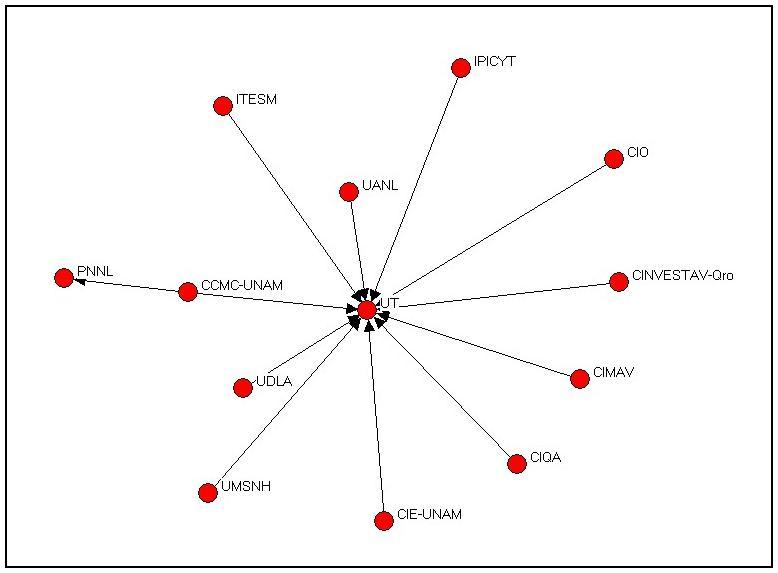 IPICYT
ITESM
CIO
UANL
PNNL
CCMC-UNAM
CINVESTAV-Qro
UT
CIMAV
UDLA
CIQA
UMSNH
CIE-UNAM